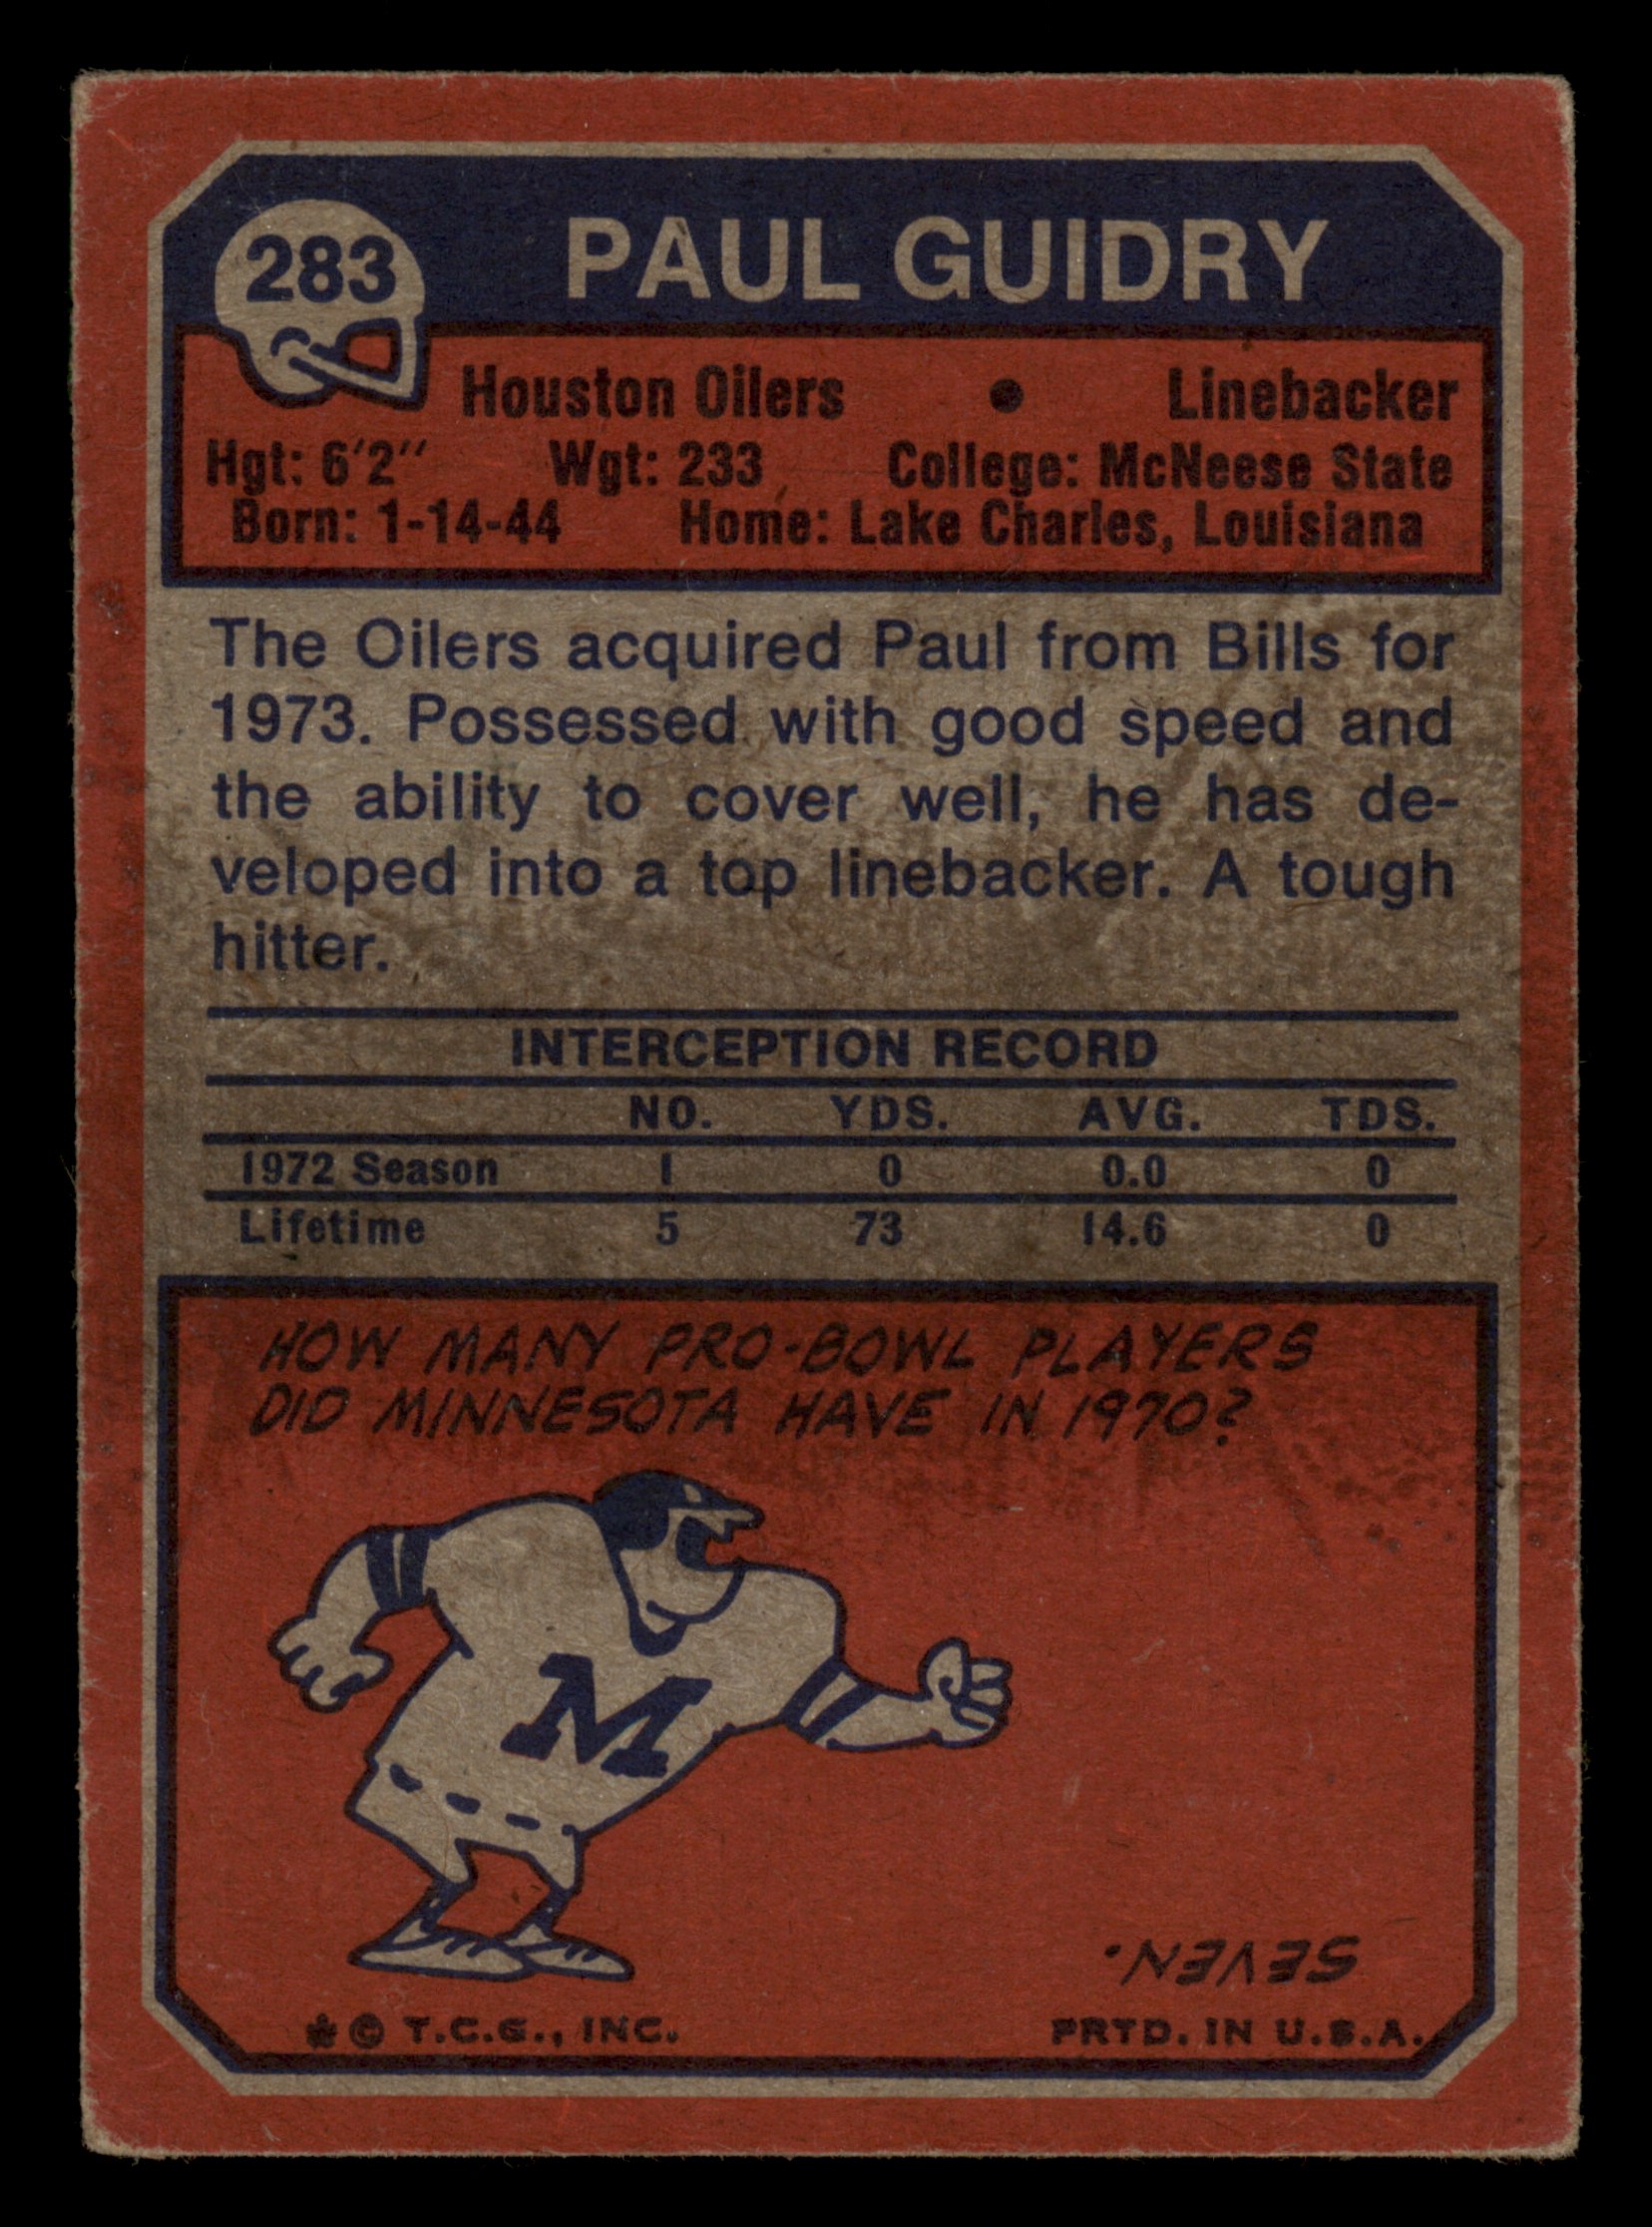 283
PAUL GUIDRY
Houston Oilers • Linebacker
Hgt: 6'2" Wgt: 233 College: McNeese State
Born: 1-14-44 Home: Lake Charles, Louisiana
The Oilers acquired Paul from Bills for
1973. Possessed with good speed and
the ability to cover well, he has de-
veloped into a top linebacker. A tough
hitter.
INTERCEPTION RECORD
NO. YDS. AVG. TDS.
1972 Season 1 0 0.0 0
Lifetime 5 73 14.6 0
HOW MANY PRO-BOWL PLAYERS
DID MINNESOTA HAVE IN 1970?
M
SEVEN.
* © T.C.G., INC. PRTD. IN U.S.A.